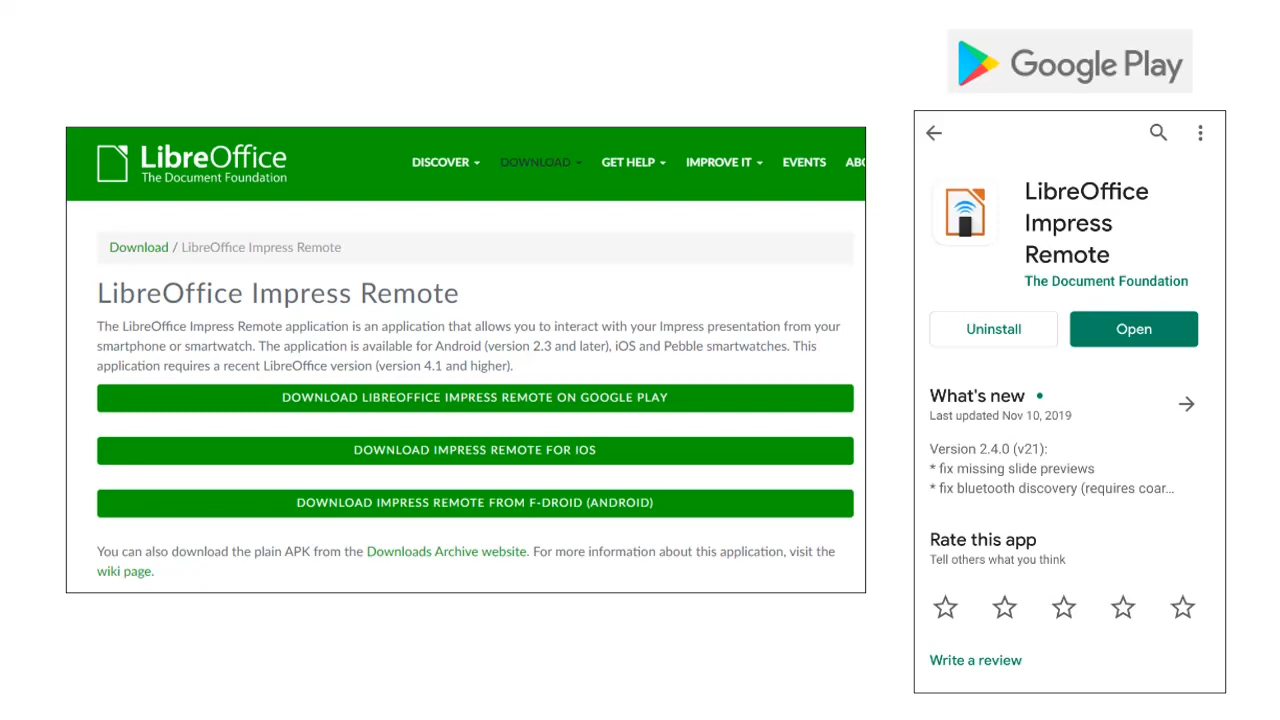 Google Play
LibreOffice
The Document Foundation
DISCOVER DOWNLOAD GET HELP IMPROVE IT EVENTS ABO
Download / LibreOffice Impress Remote
LibreOffice Impress Remote
The LibreOffice Impress Remote application is an application that allows you to interact with your Impress presentation from your
smartphone or smartwatch. The application is available for Android (version 2.3 and later), iOS and Pebble smartwatches. This
application requires a recent LibreOffice version (version 4.1 and higher).
DOWNLOAD LIBREOFFICE IMPRESS REMOTE ON GOOGLE PLAY
DOWNLOAD IMPRESS REMOTE FOR IOS
DOWNLOAD IMPRESS REMOTE FROM F-DROID (ANDROID)
You can also download the plain APK from the Downloads Archive website. For more information about this application, visit the
wiki page.
LibreOffice
Impress
Remote
The Document Foundation
Uninstall
Open
What's new
Last updated Nov 10, 2019
Version 2.4.0 (v21):
* fix missing slide previews
* fix bluetooth discovery (requires coar...
Rate this app
Tell others what you think
Write a review